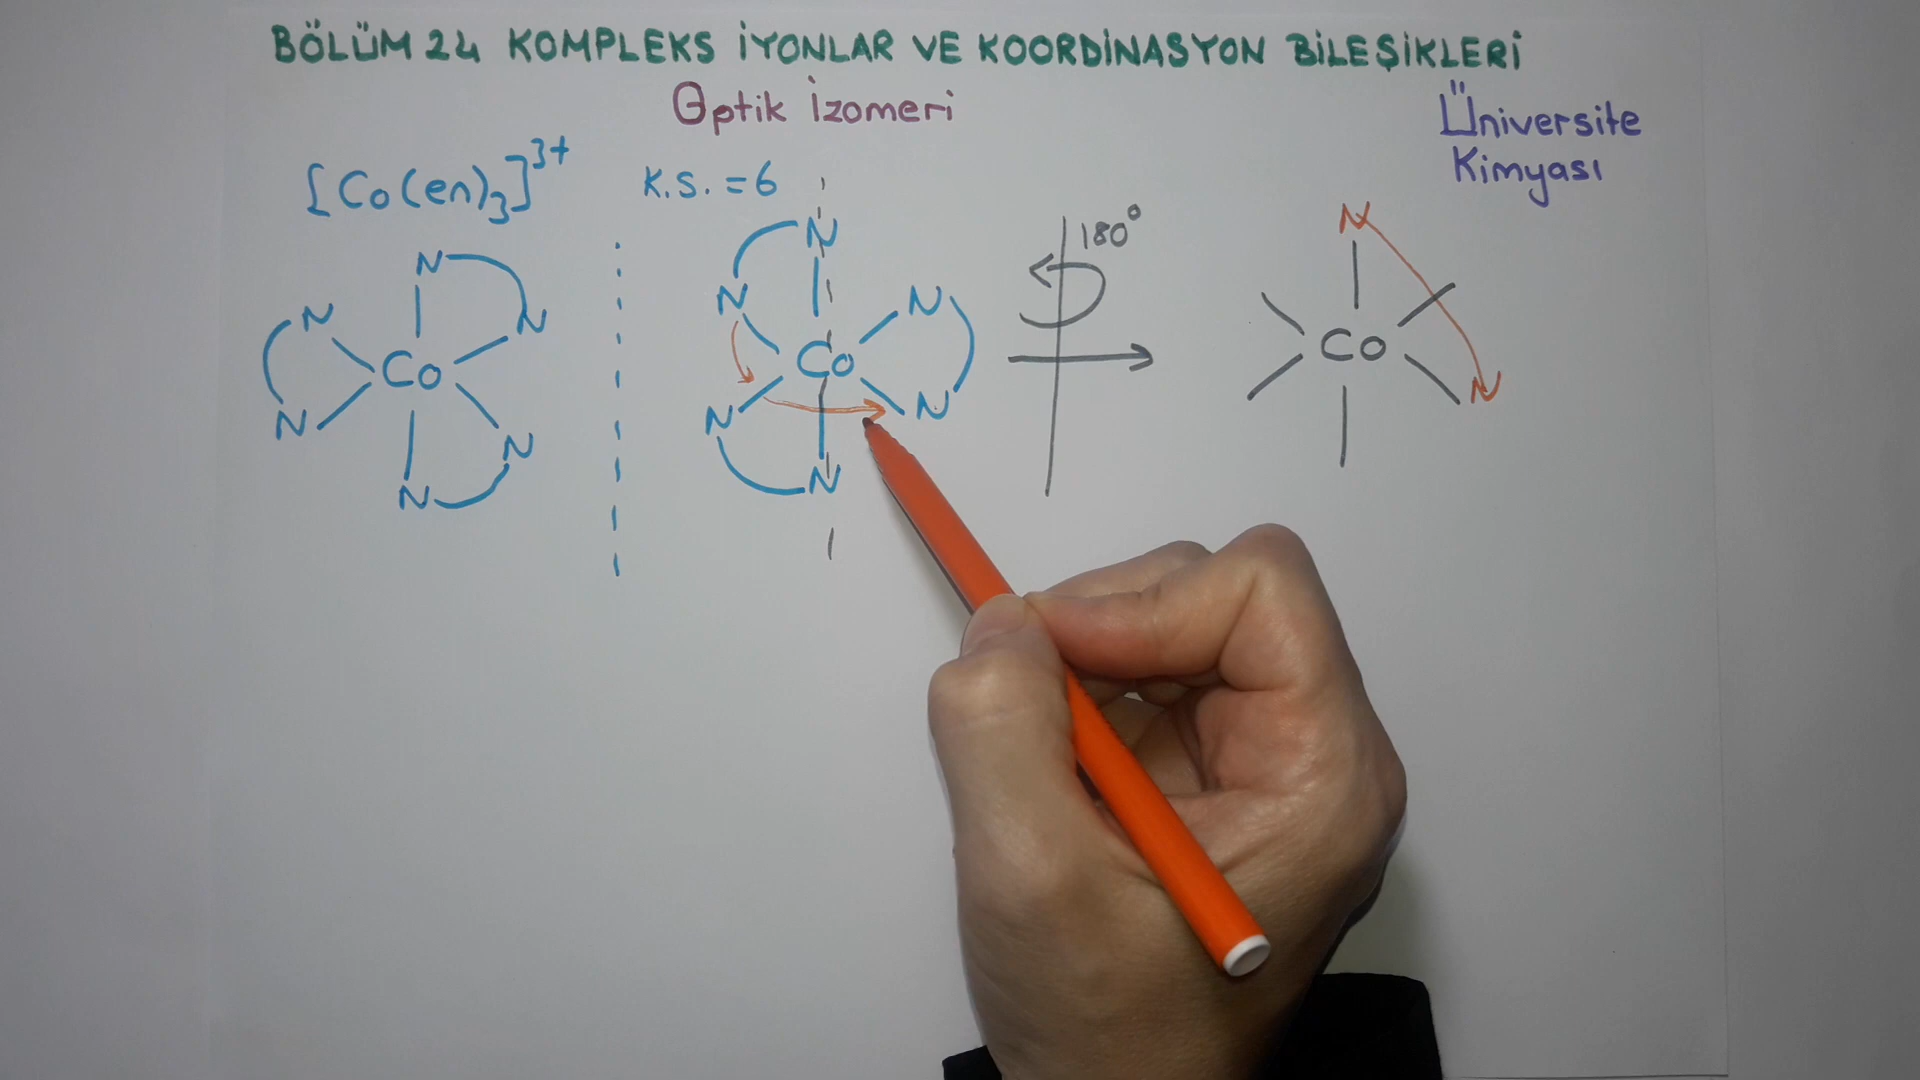 BÖLÜM 24 KOMPLEKS İYONLAR VE KOORDİNASYON BİLEŞİKLERİ
Optik İzomeri
Üniversite
Kimyası
[Co(en)₃]³⁺
K.S. = 6
N
N
N
Co
N
N
N
N
N
N
Co
N
N
N
180°
N
Co
N